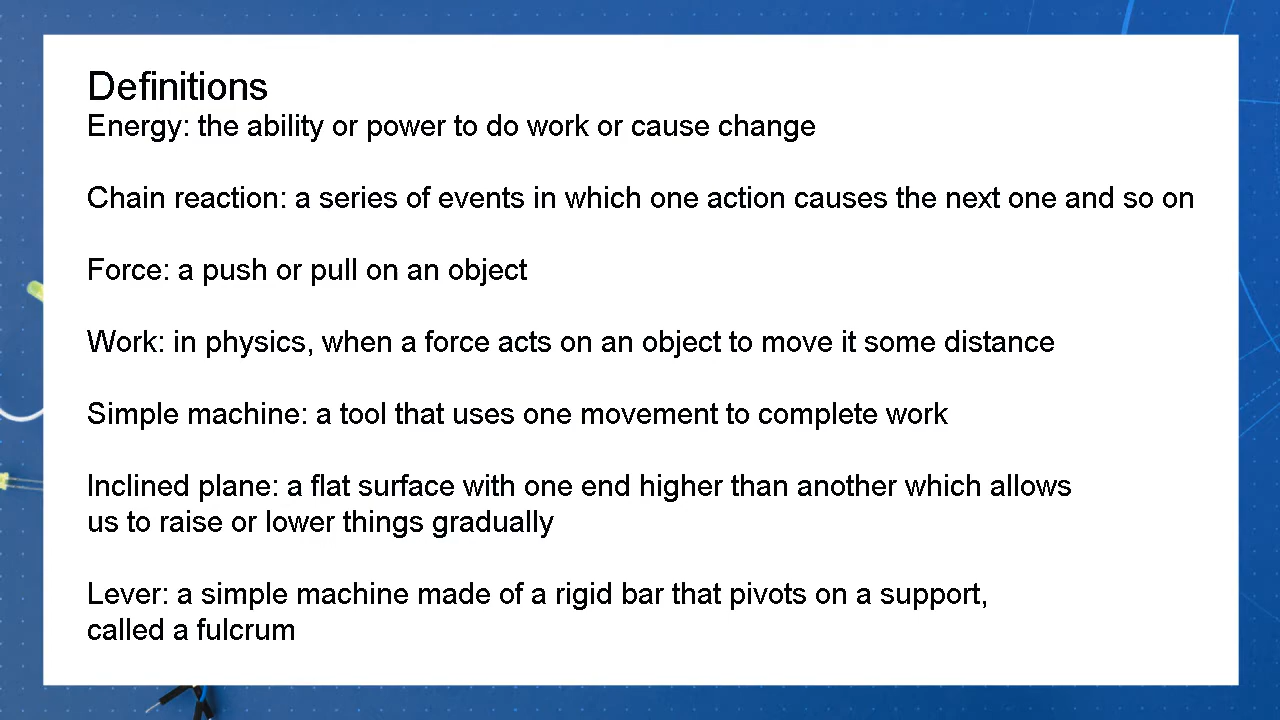 Definitions
Energy: the ability or power to do work or cause change
Chain reaction: a series of events in which one action causes the next one and so on
Force: a push or pull on an object
Work: in physics, when a force acts on an object to move it some distance
Simple machine: a tool that uses one movement to complete work
Inclined plane: a flat surface with one end higher than another which allows
us to raise or lower things gradually
Lever: a simple machine made of a rigid bar that pivots on a support,
called a fulcrum